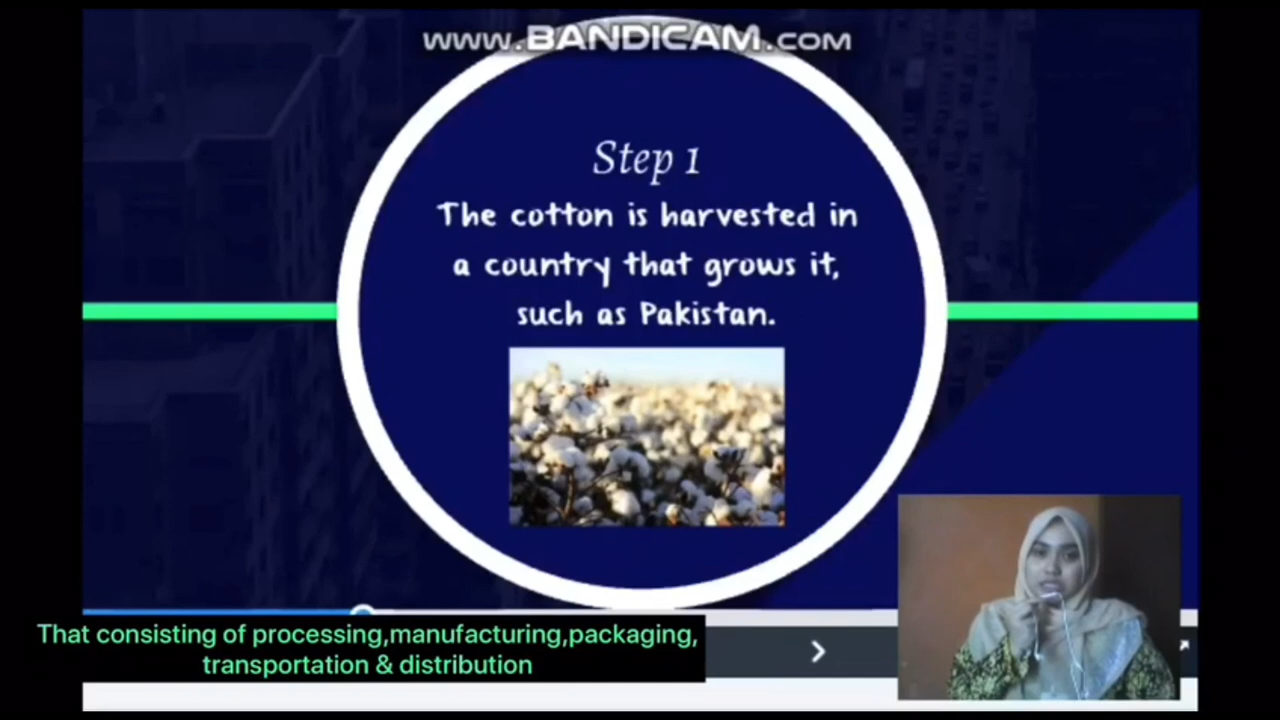 www.BANDICAM.com
Step 1
The cotton is harvested in
a country that grows it,
such as Pakistan.
That consisting of processing,manufacturing,packaging,
transportation & distribution